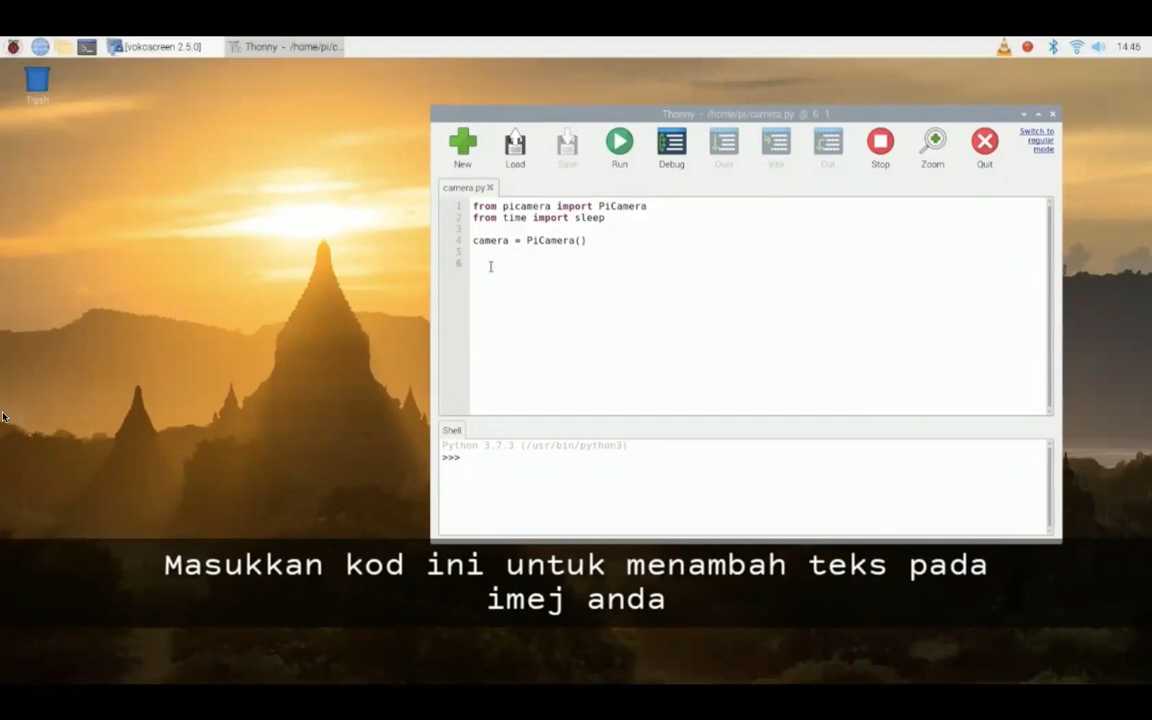 [vokoscreen 2.5.0]
Thonny - /home/pi/c...
14:46
Trash
Thonny - /home/pi/camera.py @ 6 : 1
New
Load
Save
Run
Debug
Over
Into
Out
Stop
Zoom
Quit
Switch to
regular
mode
camera.py
1 from picamera import PiCamera
2 from time import sleep
3
4 camera = PiCamera()
5
6
Shell
Python 3.7.3 (/usr/bin/python3)
>>>
Masukkan kod ini untuk menambah teks pada
imej anda